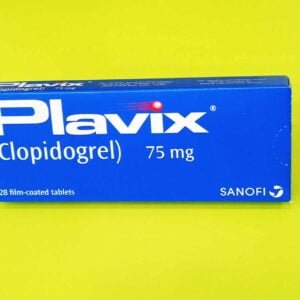 Plavix®
Clopidogrel) 75 mg
28 film-coated tablets
SANOFI